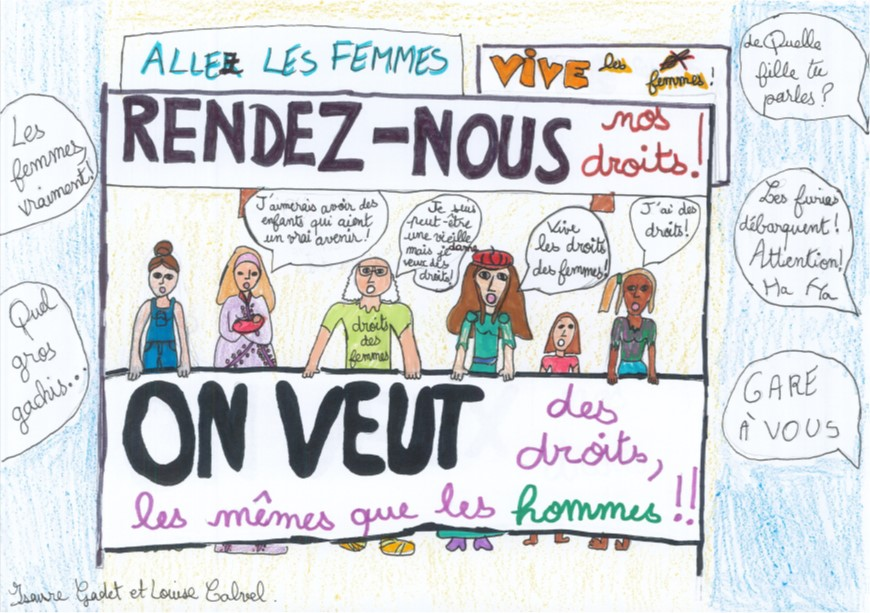 ALLEZ LES FEMMES
VIVE les femmes!
RENDEZ-NOUS nos
droits!
de Quelle
fille tu
parles?
Les
femmes,
vraiment!
J'aimerais avoir des
enfants qui aient
un vrai avenir!
Je suis
peut-être
une vieille
dame
mais je
veux des
droits!
Vive
les droits
des femmes!
J'ai des
droits!
Les furies
débarquent!
Attention!
Ha Ha
Quel
gros
gachis...
droits
des
femmes
GARE
À VOUS
ON VEUT des
droits,
les mêmes que les hommes!!
Isaure Gadet et Louise